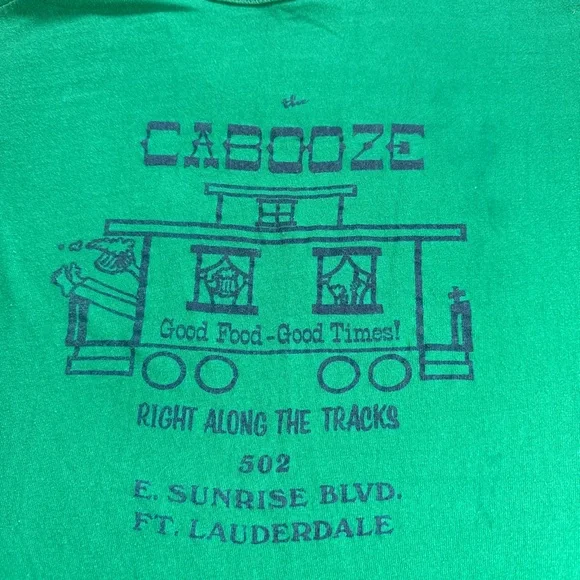 the
CABOOZE
Good Food-Good Times!
RIGHT ALONG THE TRACKS
502
E. SUNRISE BLVD.
FT. LAUDERDALE